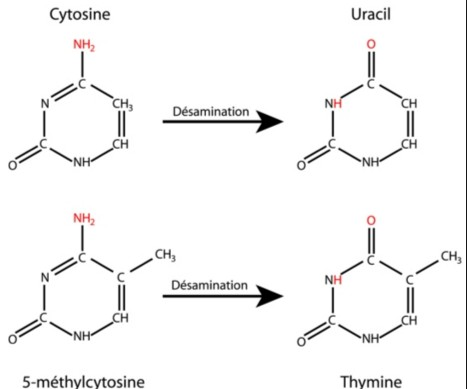 Cytosine
Uracil
NH₂
O
C
C
N
CH₃
NH
CH
Désamination
C
CH
C
CH
O
NH
O
NH
NH₂
O
CH₃
CH₃
C
C
N
C
NH
C
Désamination
C
CH
C
CH
O
NH
O
NH
5-méthylcytosine
Thymine